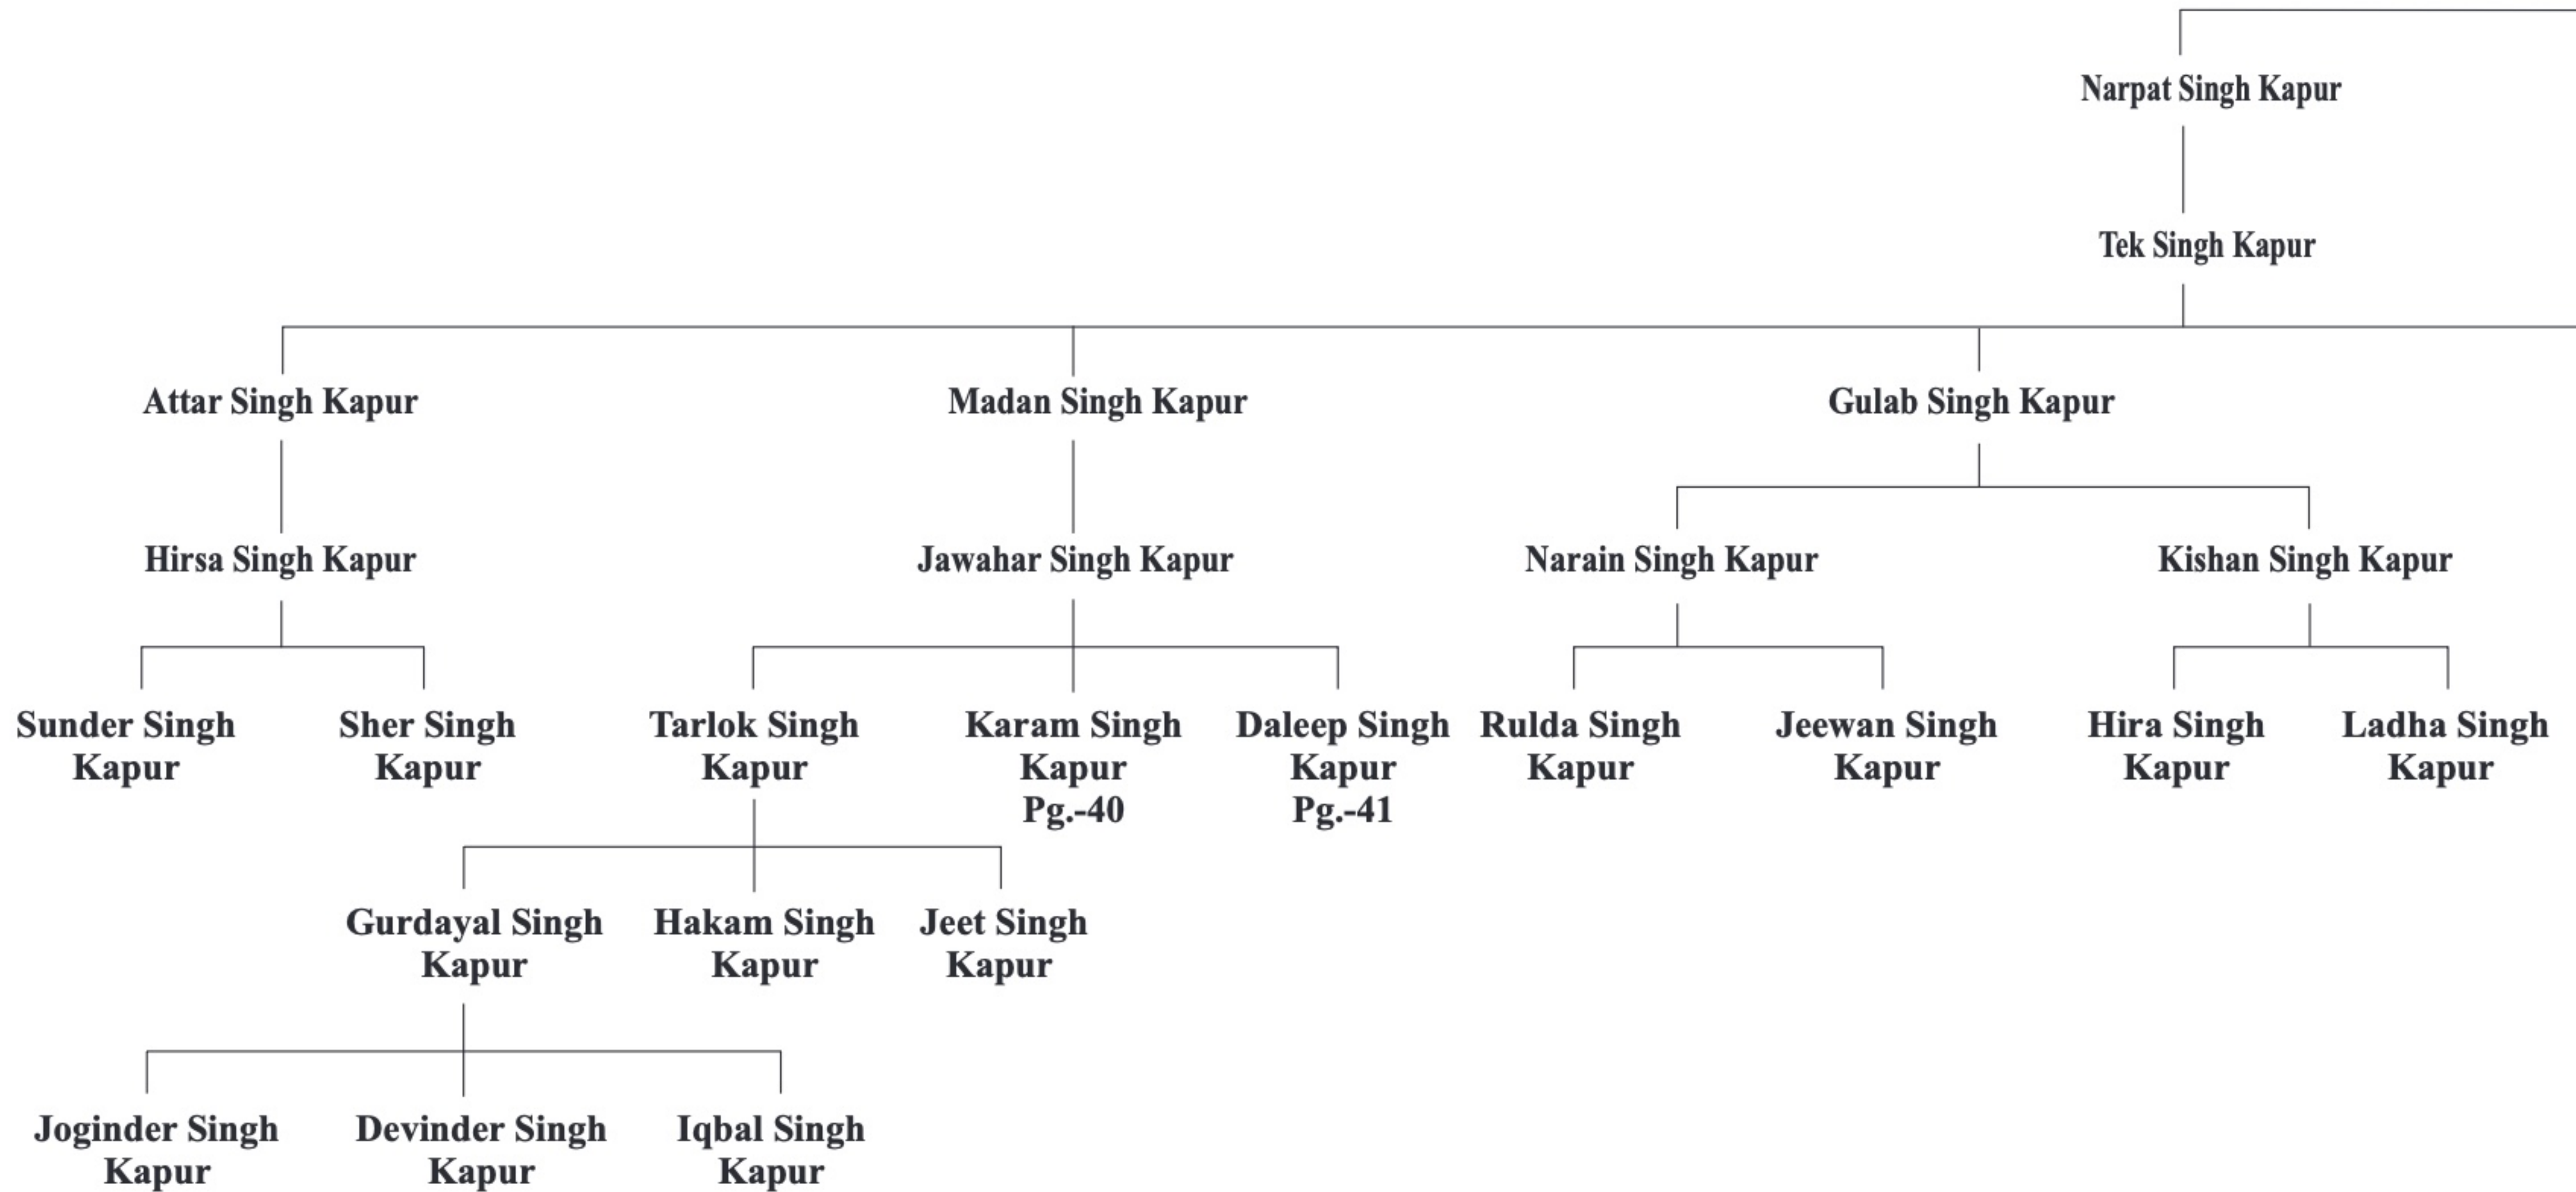 Narpat Singh Kapur
Tek Singh Kapur
Attar Singh Kapur
Madan Singh Kapur
Gulab Singh Kapur
Hirsa Singh Kapur
Jawahar Singh Kapur
Narain Singh Kapur
Kishan Singh Kapur
Sunder Singh
Kapur
Sher Singh
Kapur
Tarlok Singh
Kapur
Karam Singh
Kapur
Pg.-40
Daleep Singh
Kapur
Pg.-41
Rulda Singh
Kapur
Jeewan Singh
Kapur
Hira Singh
Kapur
Ladha Singh
Kapur
Gurdayal Singh
Kapur
Hakam Singh
Kapur
Jeet Singh
Kapur
Joginder Singh
Kapur
Devinder Singh
Kapur
Iqbal Singh
Kapur